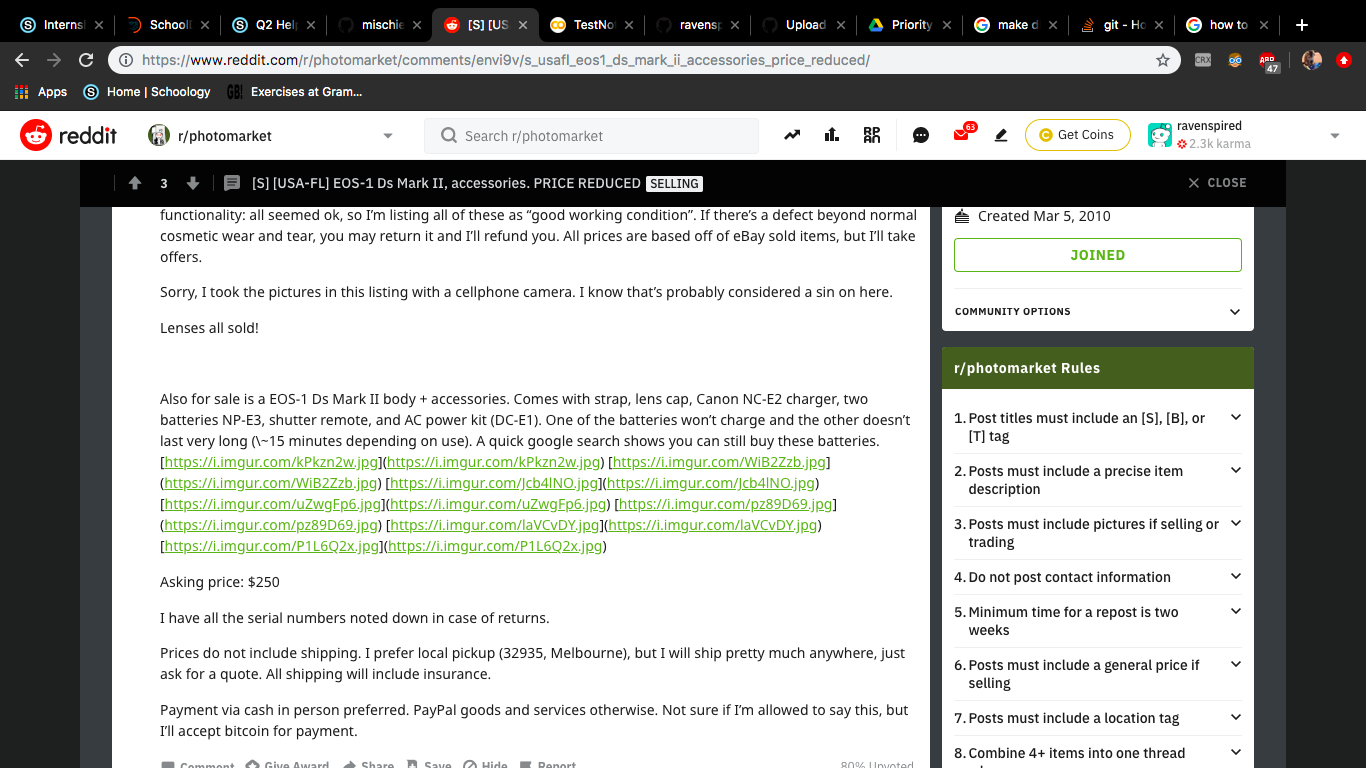 Interns
School
Q2 Hel
mischie
[S] [US
TestNo
ravensp
Upload
Priority
make d
git - Ho
how to
https://www.reddit.com/r/photomarket/comments/envi9v/s_usafl_eos1_ds_mark_ii_accessories_price_reduced/
CRX
ABP
47
Apps
Home | Schoology
GB!
Exercises at Gram...
reddit
r/photomarket
Search r/photomarket
63
Get Coins
ravenspired
2.3k karma
3
[S] [USA-FL] EOS-1 Ds Mark II, accessories. PRICE REDUCED SELLING
CLOSE
functionality: all seemed ok, so I’m listing all of these as “good working condition”. If there’s a defect beyond normal
cosmetic wear and tear, you may return it and I’ll refund you. All prices are based off of eBay sold items, but I’ll take
offers.
Sorry, I took the pictures in this listing with a cellphone camera. I know that’s probably considered a sin on here.
Lenses all sold!
Also for sale is a EOS-1 Ds Mark II body + accessories. Comes with strap, lens cap, Canon NC-E2 charger, two
batteries NP-E3, shutter remote, and AC power kit (DC-E1). One of the batteries won’t charge and the other doesn’t
last very long (\~15 minutes depending on use). A quick google search shows you can still buy these batteries.
[https://i.imgur.com/kPkzn2w.jpg](https://i.imgur.com/kPkzn2w.jpg) [https://i.imgur.com/WiB2Zzb.jpg]
(https://i.imgur.com/WiB2Zzb.jpg) [https://i.imgur.com/Jcb4lNO.jpg](https://i.imgur.com/Jcb4lNO.jpg)
[https://i.imgur.com/uZwgFp6.jpg](https://i.imgur.com/uZwgFp6.jpg) [https://i.imgur.com/pz89D69.jpg]
(https://i.imgur.com/pz89D69.jpg) [https://i.imgur.com/laVCvDY.jpg](https://i.imgur.com/laVCvDY.jpg)
[https://i.imgur.com/P1L6Q2x.jpg](https://i.imgur.com/P1L6Q2x.jpg)
Asking price: $250
I have all the serial numbers noted down in case of returns.
Prices do not include shipping. I prefer local pickup (32935, Melbourne), but I will ship pretty much anywhere, just
ask for a quote. All shipping will include insurance.
Payment via cash in person preferred. PayPal goods and services otherwise. Not sure if I’m allowed to say this, but
I’ll accept bitcoin for payment.
Comment
Give Award
Share
Save
Hide
Report
80% Upvoted
Created Mar 5, 2010
JOINED
COMMUNITY OPTIONS
r/photomarket Rules
1. Post titles must include an [S], [B], or
[T] tag
2. Posts must include a precise item
description
3. Posts must include pictures if selling or
trading
4. Do not post contact information
5. Minimum time for a repost is two
weeks
6. Posts must include a general price if
selling
7. Posts must include a location tag
8. Combine 4+ items into one thread